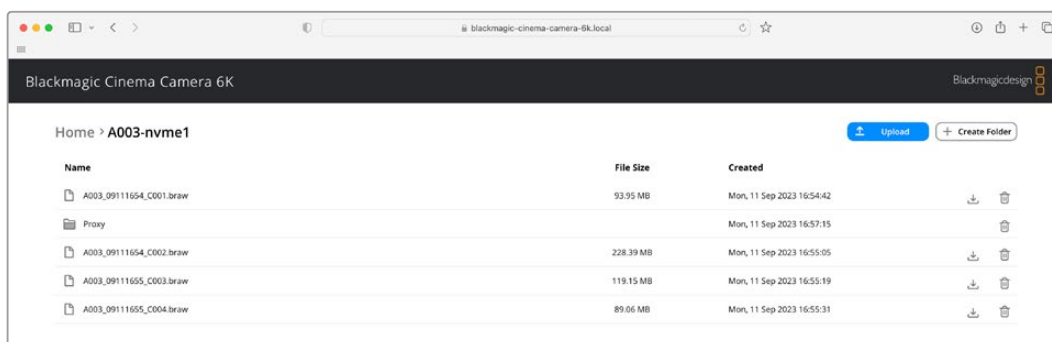 blackmagic-cinema-camera-6k.local
Blackmagic Cinema Camera 6K
Blackmagicdesign
Home > A003-nvme1
Upload
+ Create Folder
Name File Size Created
A003_09111654_C001.braw 93.95 MB Mon, 11 Sep 2023 16:54:42
Proxy Mon, 11 Sep 2023 16:57:15
A003_09111654_C002.braw 228.39 MB Mon, 11 Sep 2023 16:55:05
A003_09111655_C003.braw 119.15 MB Mon, 11 Sep 2023 16:55:19
A003_09111655_C004.braw 89.06 MB Mon, 11 Sep 2023 16:55:31